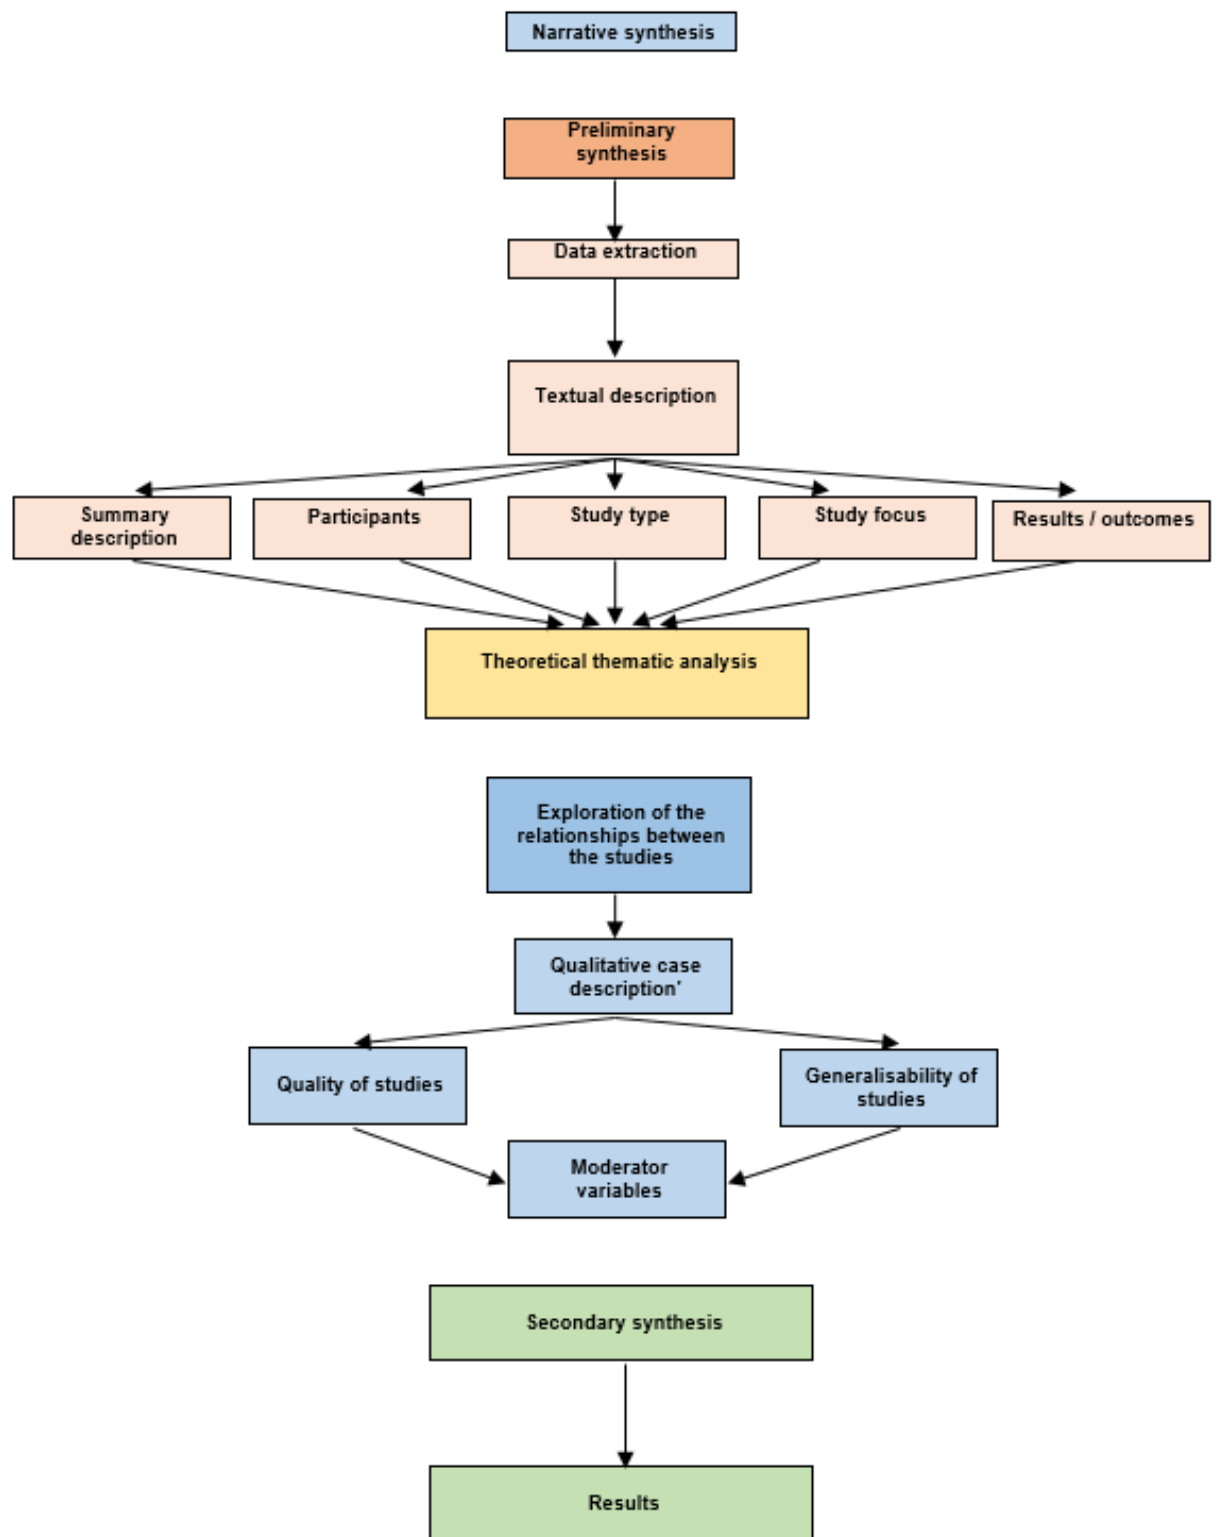 Narrative synthesis
Preliminary
synthesis
Data extraction
Textual description
Summary
description
Participants
Study type
Study focus
Results / outcomes
Theoretical thematic analysis
Exploration of the
relationships between
the studies
Qualitative case
description’
Quality of studies
Generalisability of
studies
Moderator
variables
Secondary synthesis
Results